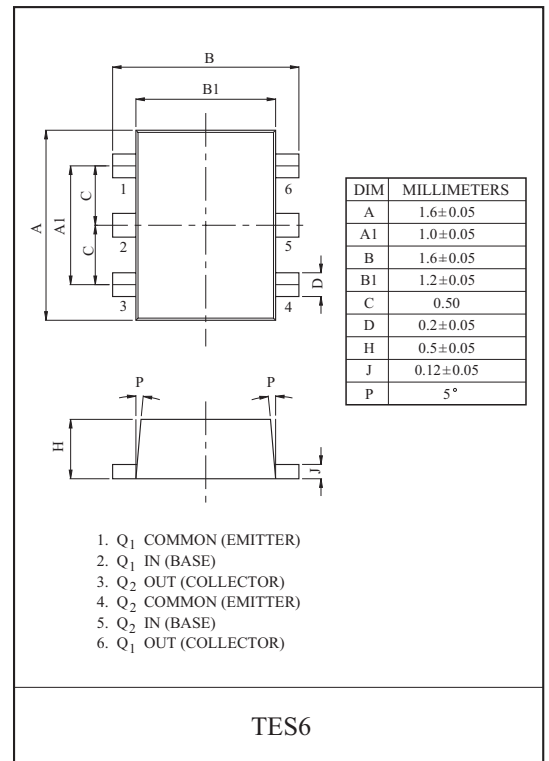 B
B1
A
A1
C
C
1
2
3
6
5
4
D
DIM MILLIMETERS
A 1.6±0.05
A1 1.0±0.05
B 1.6±0.05
B1 1.2±0.05
C 0.50
D 0.2±0.05
H 0.5±0.05
J 0.12±0.05
P 5°
P
P
H
J
1. Q1 COMMON (EMITTER)
2. Q1 IN (BASE)
3. Q2 OUT (COLLECTOR)
4. Q2 COMMON (EMITTER)
5. Q2 IN (BASE)
6. Q1 OUT (COLLECTOR)
TES6